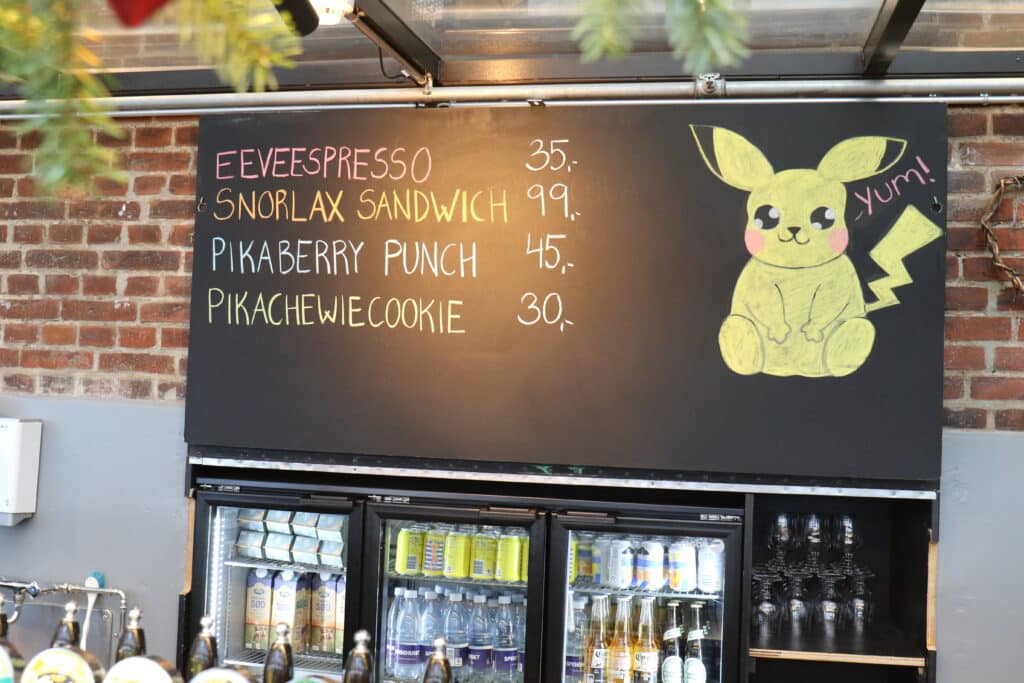 EEVEESPRESSO 35,-
SNORLAX SANDWICH 99,-
PIKABERRY PUNCH 45,-
PIKACHEWIECOOKIE 30,-
Yum!